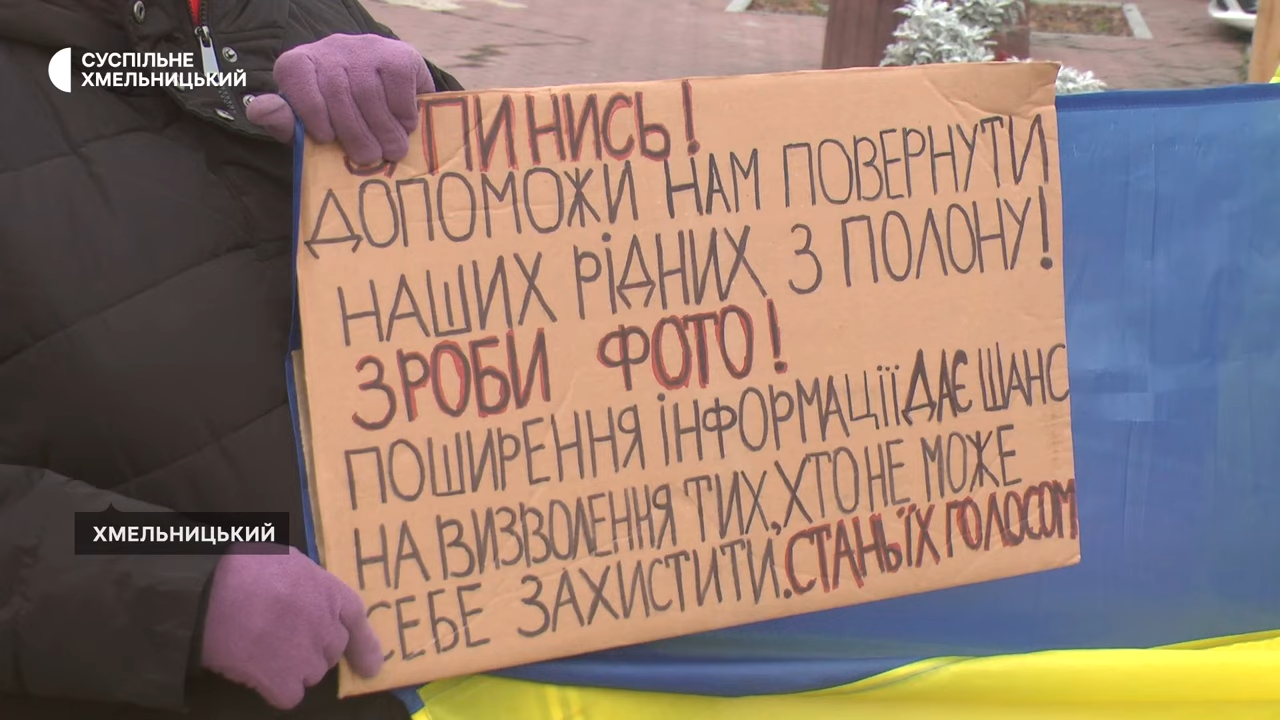 СУСПІЛЬНЕ
ХМЕЛЬНИЦЬКИЙ
ЗУПИНИСЬ!
ДОПОМОЖИ НАМ ПОВЕРНУТИ
НАШИХ РІДНИХ З ПОЛОНУ!
ЗРОБИ ФОТО!
ПОШИРЕННЯ ІНФОРМАЦІЇ ДАЄ ШАНС
НА ВИЗВОЛЕННЯ ТИХ, ХТО НЕ МОЖЕ
СЕБЕ ЗАХИСТИТИ. СТАНЬ ЇХ ГОЛОСОМ
ХМЕЛЬНИЦЬКИЙ